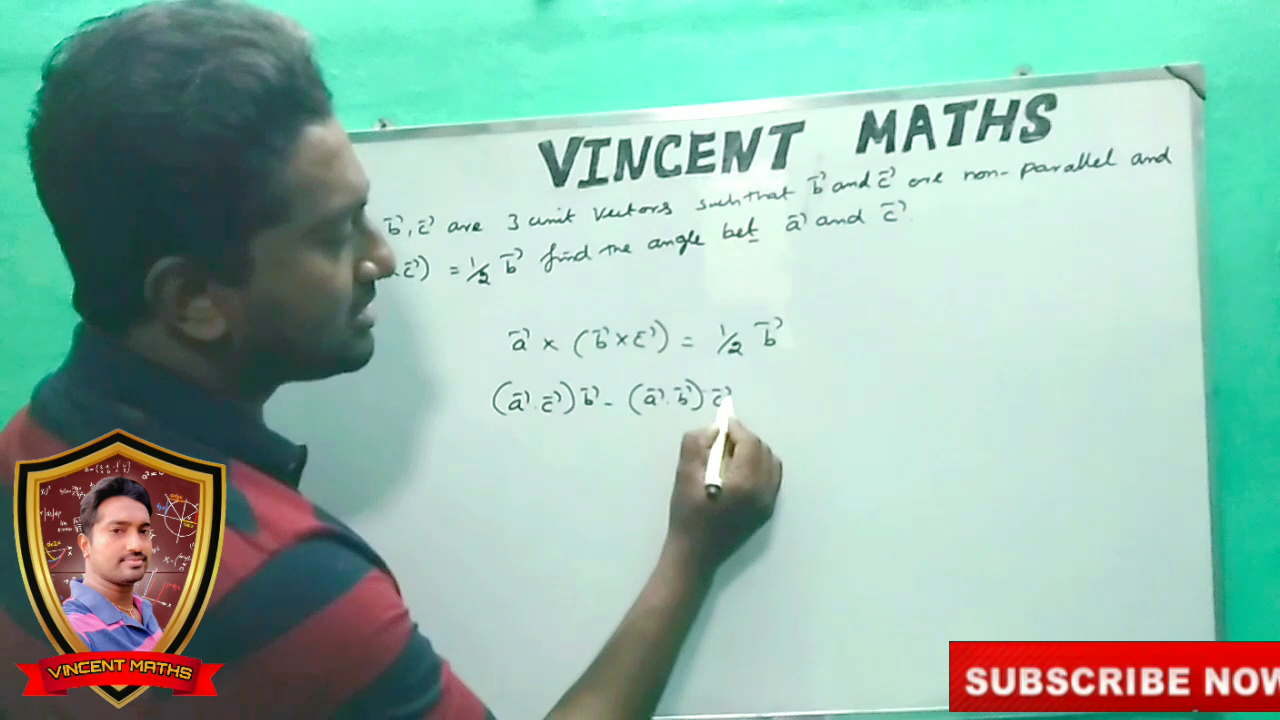 VINCENT MATHS
b⃗, c⃗ are 3 unit vectors such that b⃗ and c⃗ are non-parallel and
c⃗) = 1/2 b⃗ find the angle bet a⃗ and c⃗.
a⃗ × (b⃗ × c⃗) = 1/2 b⃗
(a⃗ . c⃗) b⃗ - (a⃗ . b⃗) c⃗
VINCENT MATHS
SUBSCRIBE NOW